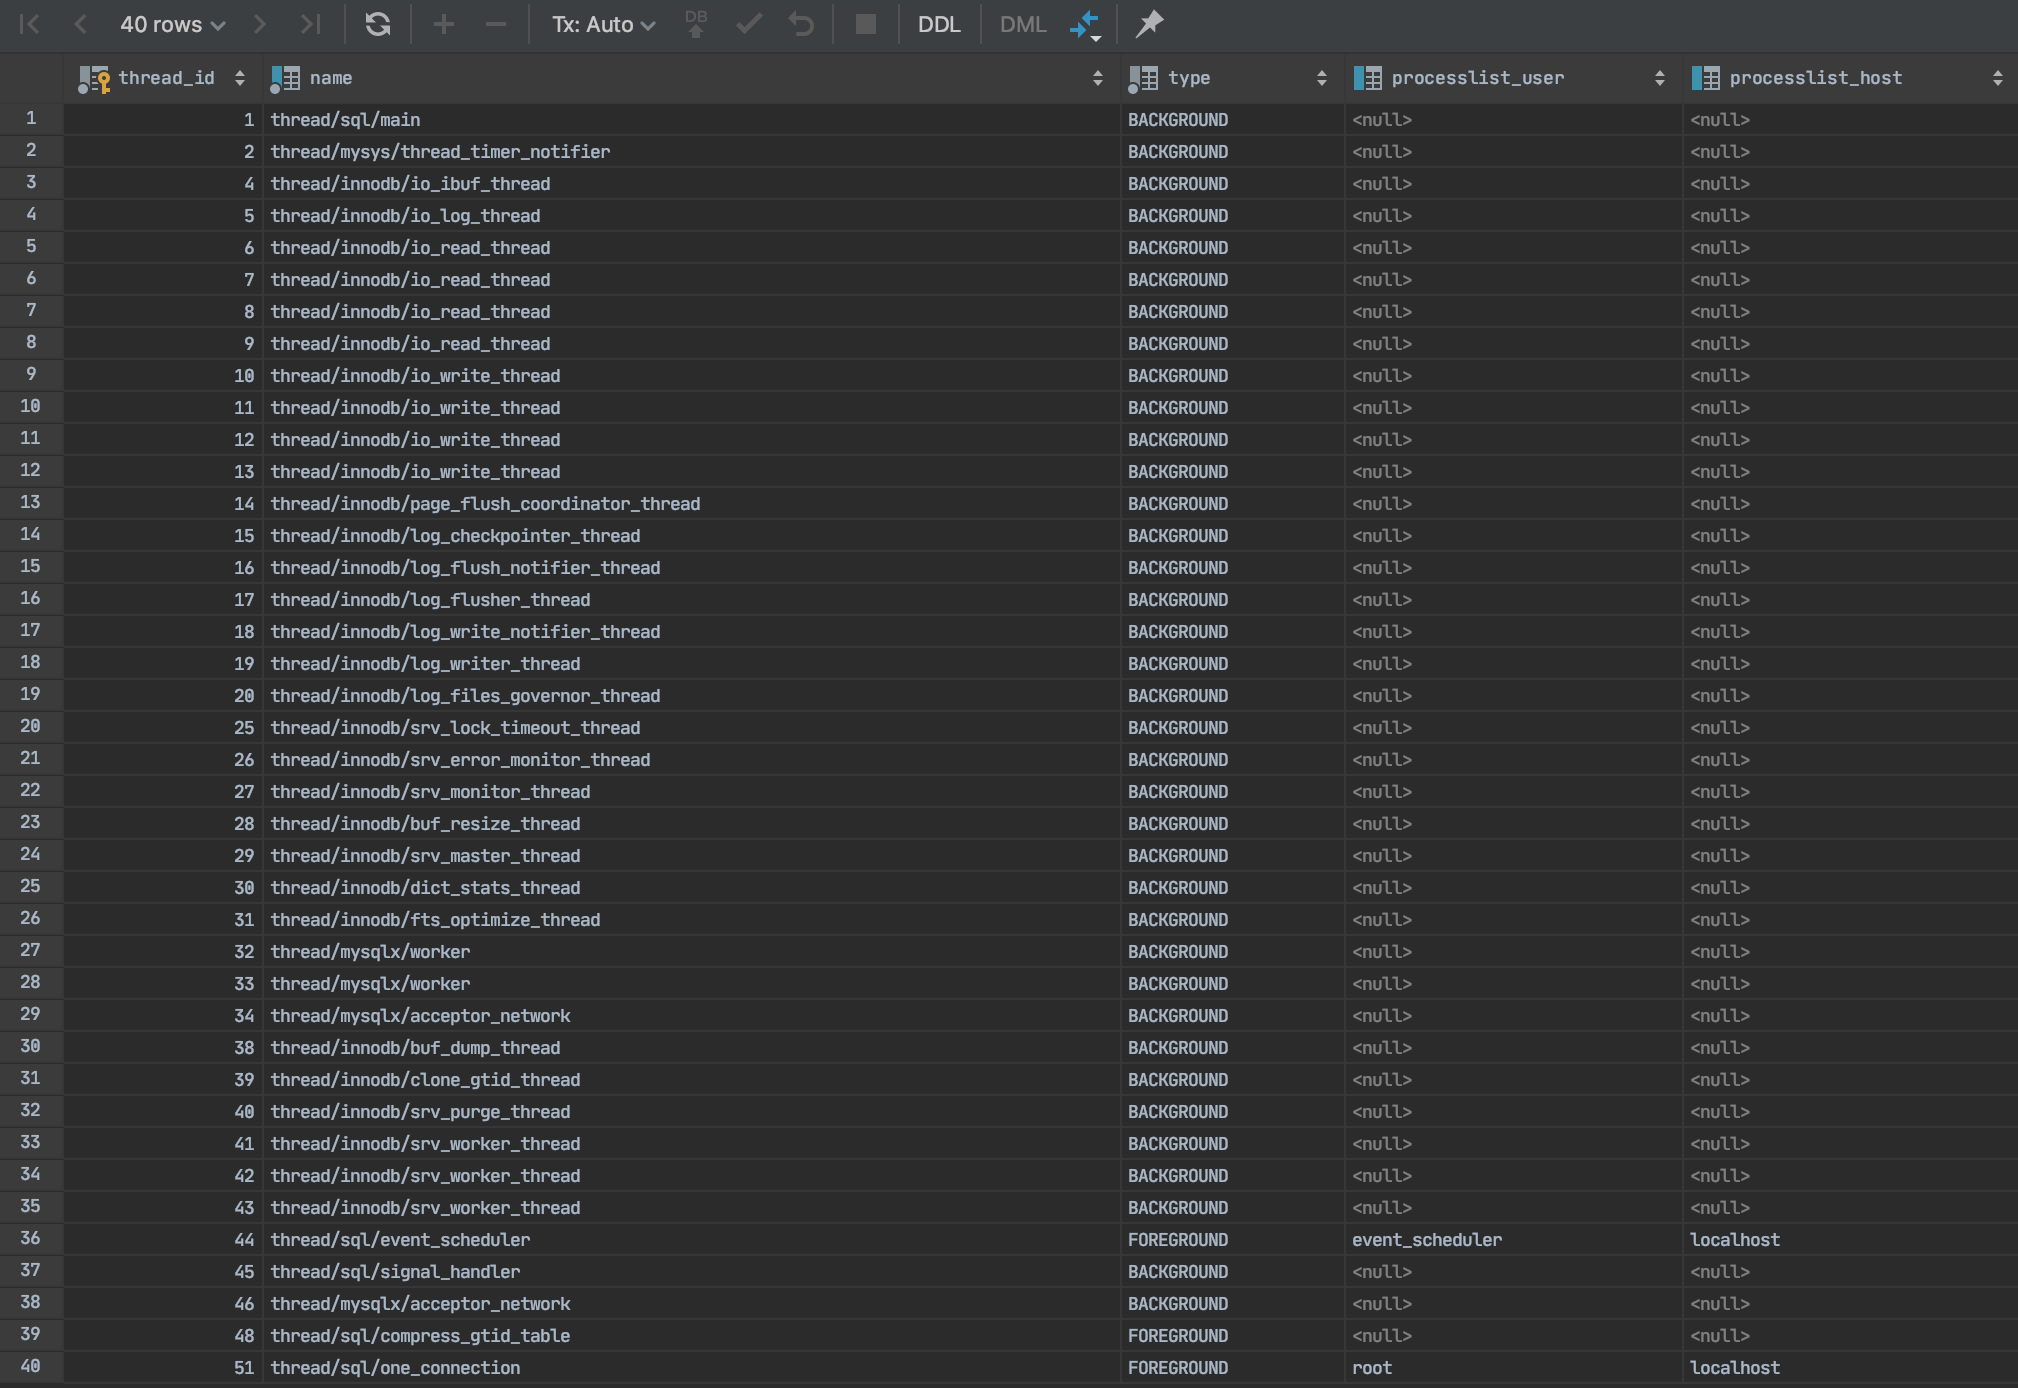 40 rows Tx: Auto DB DDL DML
thread_id name type processlist_user processlist_host
1 1 thread/sql/main BACKGROUND <null> <null>
2 2 thread/mysys/thread_timer_notifier BACKGROUND <null> <null>
3 4 thread/innodb/io_ibuf_thread BACKGROUND <null> <null>
4 5 thread/innodb/io_log_thread BACKGROUND <null> <null>
5 6 thread/innodb/io_read_thread BACKGROUND <null> <null>
6 7 thread/innodb/io_read_thread BACKGROUND <null> <null>
7 8 thread/innodb/io_read_thread BACKGROUND <null> <null>
8 9 thread/innodb/io_read_thread BACKGROUND <null> <null>
9 10 thread/innodb/io_write_thread BACKGROUND <null> <null>
10 11 thread/innodb/io_write_thread BACKGROUND <null> <null>
11 12 thread/innodb/io_write_thread BACKGROUND <null> <null>
12 13 thread/innodb/io_write_thread BACKGROUND <null> <null>
13 14 thread/innodb/page_flush_coordinator_thread BACKGROUND <null> <null>
14 15 thread/innodb/log_checkpointer_thread BACKGROUND <null> <null>
15 16 thread/innodb/log_flush_notifier_thread BACKGROUND <null> <null>
16 17 thread/innodb/log_flusher_thread BACKGROUND <null> <null>
17 18 thread/innodb/log_write_notifier_thread BACKGROUND <null> <null>
18 19 thread/innodb/log_writer_thread BACKGROUND <null> <null>
19 20 thread/innodb/log_files_governor_thread BACKGROUND <null> <null>
20 25 thread/innodb/srv_lock_timeout_thread BACKGROUND <null> <null>
21 26 thread/innodb/srv_error_monitor_thread BACKGROUND <null> <null>
22 27 thread/innodb/srv_monitor_thread BACKGROUND <null> <null>
23 28 thread/innodb/buf_resize_thread BACKGROUND <null> <null>
24 29 thread/innodb/srv_master_thread BACKGROUND <null> <null>
25 30 thread/innodb/dict_stats_thread BACKGROUND <null> <null>
26 31 thread/innodb/fts_optimize_thread BACKGROUND <null> <null>
27 32 thread/mysqlx/worker BACKGROUND <null> <null>
28 33 thread/mysqlx/worker BACKGROUND <null> <null>
29 34 thread/mysqlx/acceptor_network BACKGROUND <null> <null>
30 38 thread/innodb/buf_dump_thread BACKGROUND <null> <null>
31 39 thread/innodb/clone_gtid_thread BACKGROUND <null> <null>
32 40 thread/innodb/srv_purge_thread BACKGROUND <null> <null>
33 41 thread/innodb/srv_worker_thread BACKGROUND <null> <null>
34 42 thread/innodb/srv_worker_thread BACKGROUND <null> <null>
35 43 thread/innodb/srv_worker_thread BACKGROUND <null> <null>
36 44 thread/sql/event_scheduler FOREGROUND event_scheduler localhost
37 45 thread/sql/signal_handler BACKGROUND <null> <null>
38 46 thread/mysqlx/acceptor_network BACKGROUND <null> <null>
39 48 thread/sql/compress_gtid_table FOREGROUND <null> <null>
40 51 thread/sql/one_connection FOREGROUND root localhost